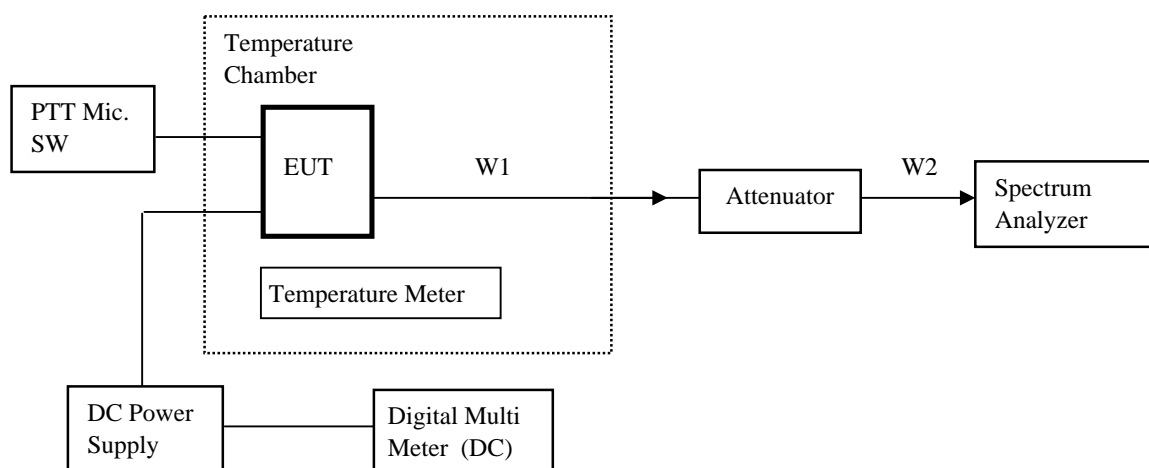 Temperature
Chamber
PTT Mic.
SW
EUT
W1
Attenuator
W2
Spectrum
Analyzer
Temperature Meter
DC Power
Supply
Digital Multi
Meter (DC)